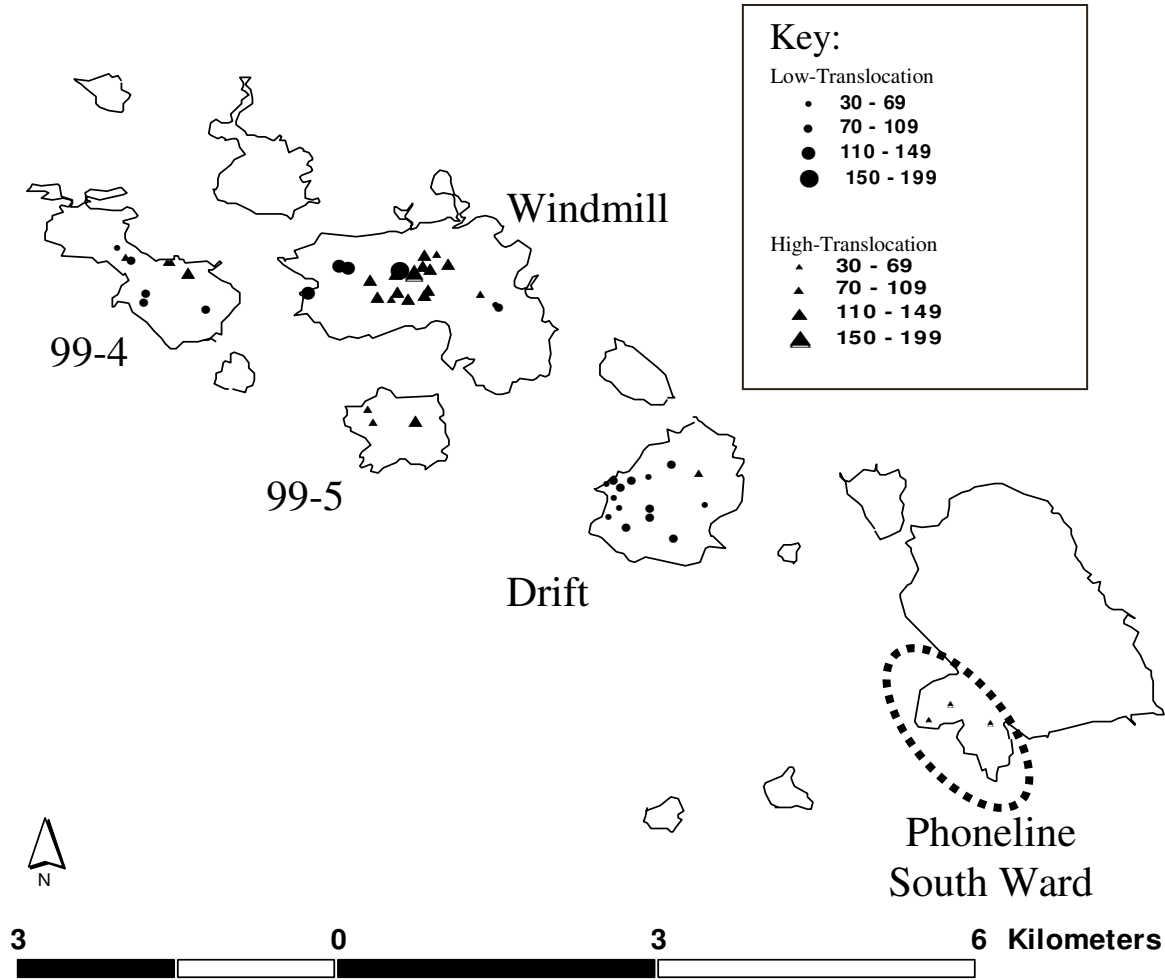 Key:
Low-Translocation
30 - 69
70 - 109
110 - 149
150 - 199
High-Translocation
30 - 69
70 - 109
110 - 149
150 - 199
Windmill
99-4
99-5
Drift
Phoneline
South Ward
N
3 0 3 6 Kilometers